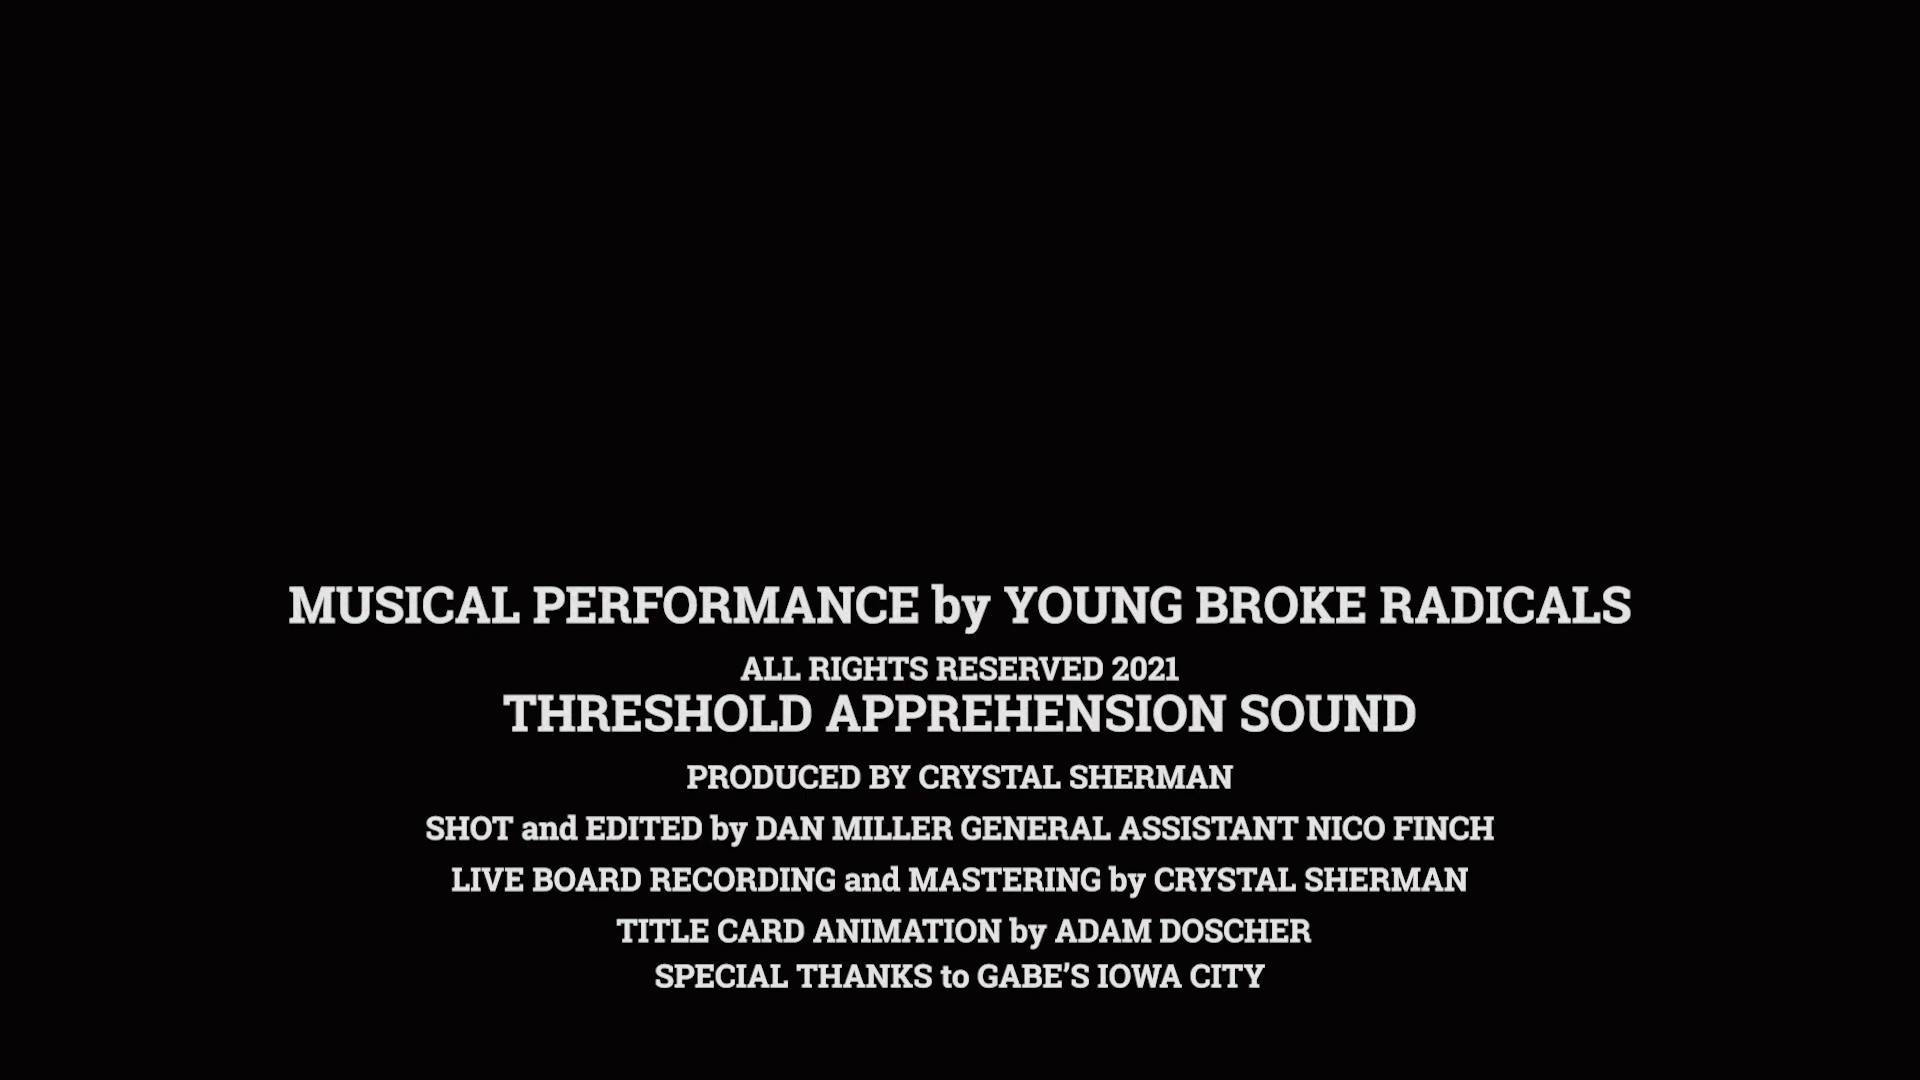 MUSICAL PERFORMANCE by YOUNG BROKE RADICALS
ALL RIGHTS RESERVED 2021
THRESHOLD APPREHENSION SOUND
PRODUCED BY CRYSTAL SHERMAN
SHOT and EDITED by DAN MILLER GENERAL ASSISTANT NICO FINCH
LIVE BOARD RECORDING and MASTERING by CRYSTAL SHERMAN
TITLE CARD ANIMATION by ADAM DOSCHER
SPECIAL THANKS to GABE’S IOWA CITY